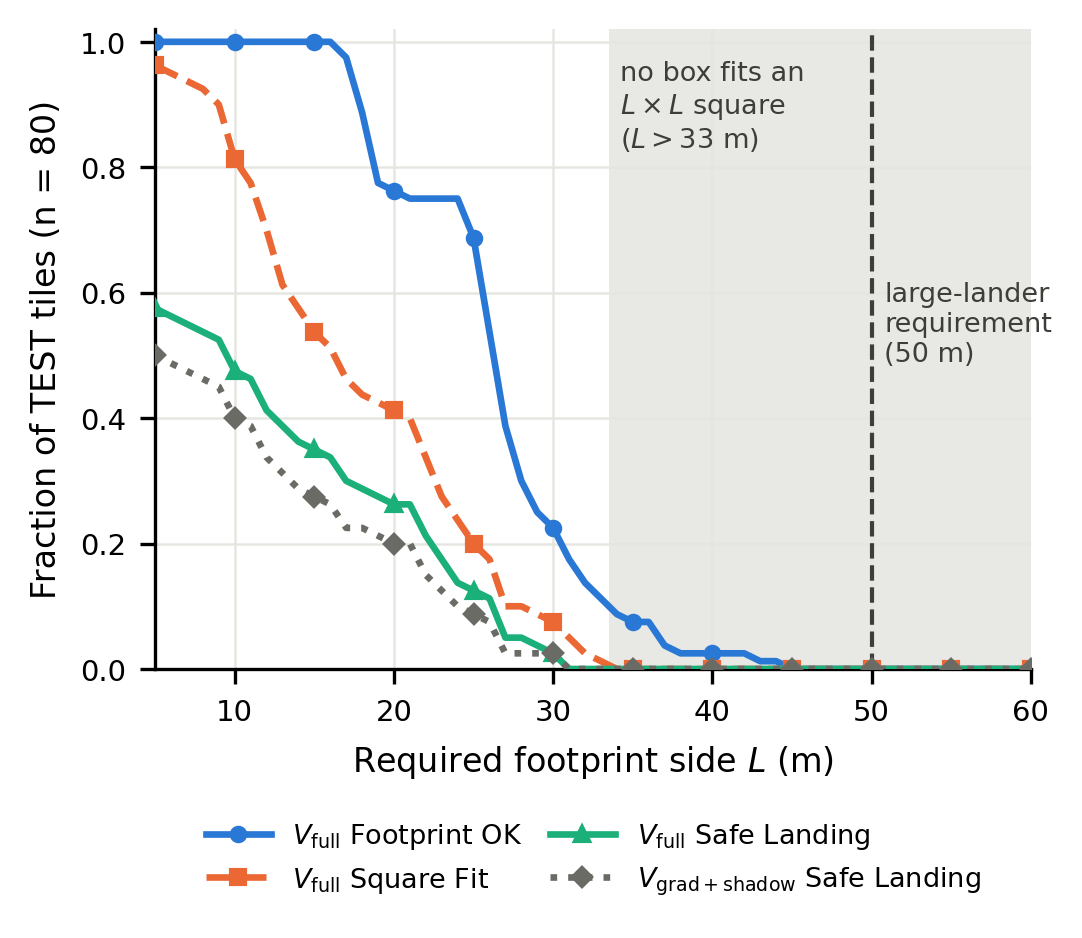 Fraction of TEST tiles (n = 80)
1.0
0.8
0.6
0.4
0.2
0.0
no box fits an
L × L square
(L > 33 m)
large-lander
requirement
(50 m)
10 20 30 40 50 60
Required footprint side L (m)
V_full Footprint OK
V_full Square Fit
V_full Safe Landing
V_grad+shadow Safe Landing